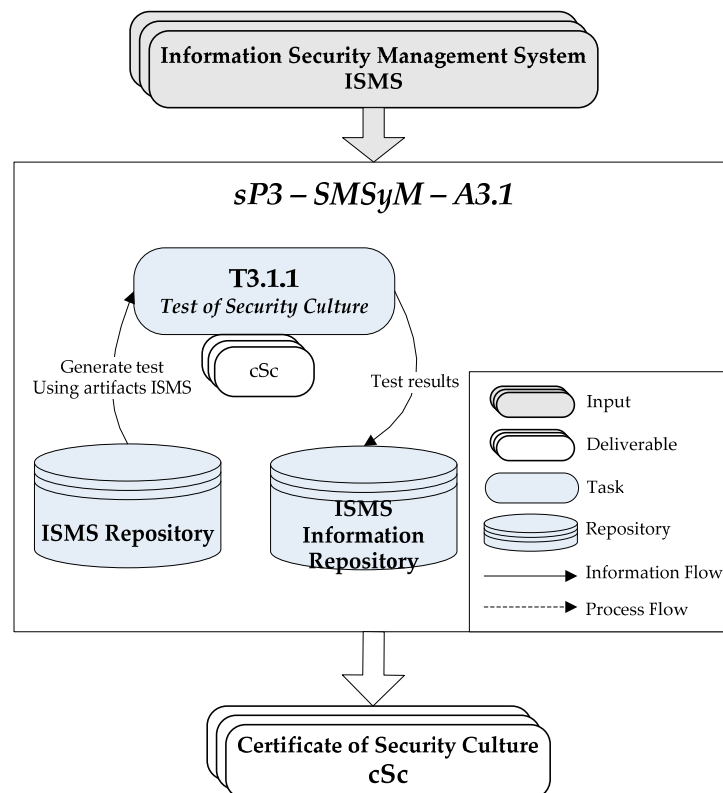 Information Security Management System
ISMS
sP3 – SMSyM – A3.1
T3.1.1
Test of Security Culture
cSc
Generate test
Using artifacts ISMS
Test results
ISMS Repository
ISMS
Information
Repository
Input
Deliverable
Task
Repository
Information Flow
Process Flow
Certificate of Security Culture
cSc